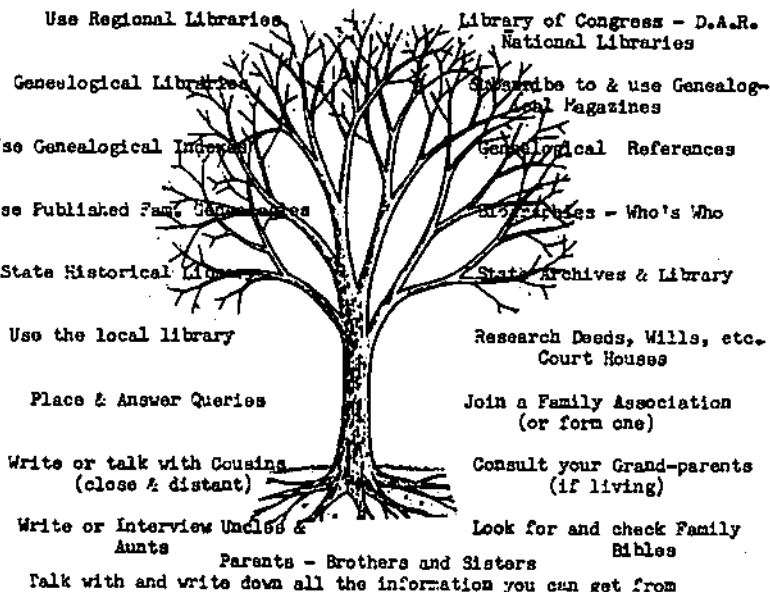 Use Regional Libraries
Library of Congress - D.A.R.
National Libraries
Genealogical Libraries
Subscribe to & use Genealog-
ical Magazines
Use Genealogical Indexes
Genealogical References
Use Published Fam. Genealogies
Biographies - Who's Who
State Historical Library
State Archives & Library
Use the local library
Research Deeds, Wills, etc.
Court Houses
Place & Answer Queries
Join a Family Association
(or form one)
Write or talk with Cousins
(close & distant)
Consult your Grand-parents
(if living)
Write or Interview Uncles &
Aunts
Look for and check Family
Bibles
Parents - Brothers and Sisters
Talk with and write down all the information you can get from